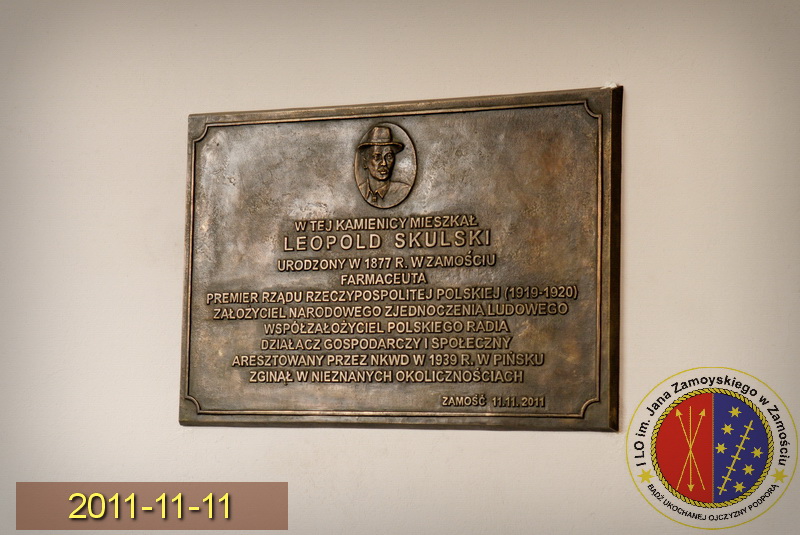 W TEJ KAMIENICY MIESZKAŁ
LEOPOLD SKULSKI
URODZONY W 1877 R. W ZAMOŚCIU
FARMACEUTA
PREMIER RZĄDU RZECZYPOSPOLITEJ POLSKIEJ (1919-1920)
ZAŁOŻYCIEL NARODOWEGO ZJEDNOCZENIA LUDOWEGO
WSPÓŁZAŁOŻYCIEL POLSKIEGO RADIA
DZIAŁACZ GOSPODARCZY I SPOŁECZNY
ARESZTOWANY PRZEZ NKWD W 1939 R. W PIŃSKU
ZGINĄŁ W NIEZNANYCH OKOLICZNOŚCIACH
ZAMOŚĆ 11.11.2011
I LO im. Jana Zamoyskiego w Zamościu
BĄDŹ UKOCHANEJ OJCZYZNY PODPORĄ
2011-11-11